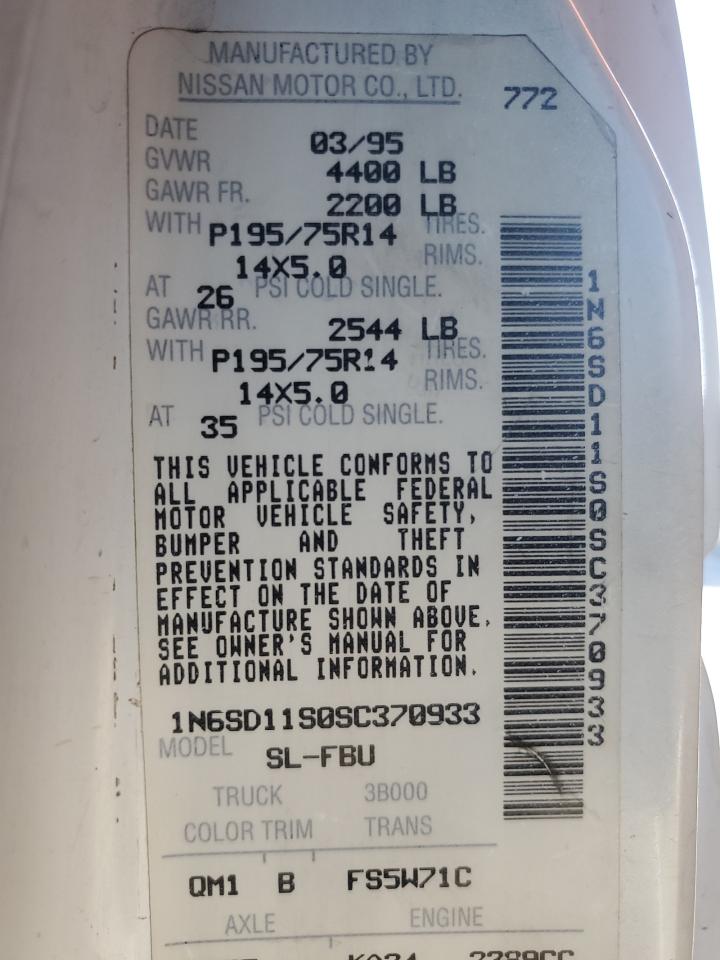 MANUFACTURED BY
NISSAN MOTOR CO., LTD.
772
DATE 03/95
GVWR 4400 LB
GAWR FR. 2200 LB
WITH P195/75R14 TIRES.
14X5.0 RIMS.
AT 26 PSI COLD SINGLE.
GAWR RR. 2544 LB
WITH P195/75R14 TIRES.
14X5.0 RIMS.
AT 35 PSI COLD SINGLE.
THIS VEHICLE CONFORMS TO
ALL APPLICABLE FEDERAL
MOTOR VEHICLE SAFETY,
BUMPER AND THEFT
PREVENTION STANDARDS IN
EFFECT ON THE DATE OF
MANUFACTURE SHOWN ABOVE.
SEE OWNER'S MANUAL FOR
ADDITIONAL INFORMATION.
1N6SD11S0SC370933
1N6SD11S0SC370933
MODEL SL-FBU
TRUCK 3B000
COLOR TRIM TRANS
QM1 B FS5W71C
AXLE ENGINE
KA24 2389CC